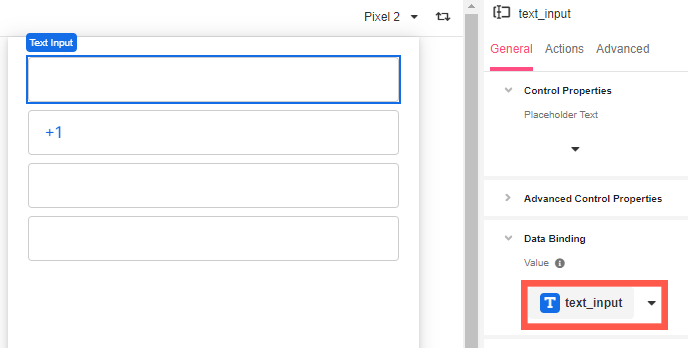 Pixel 2
text_input
Text Input
General Actions Advanced
Control Properties
Placeholder Text
+1
Advanced Control Properties
Data Binding
Value
T text_input